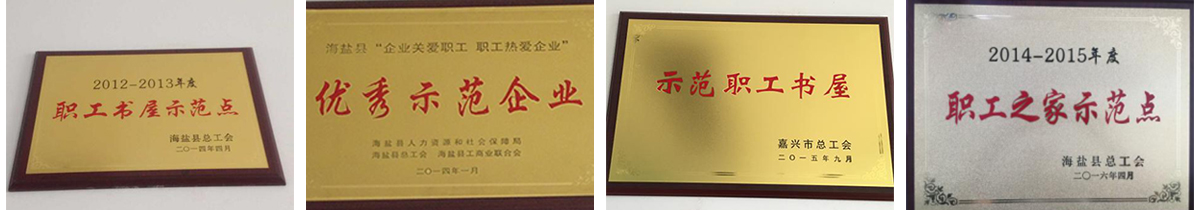 2012-2013年度
职工书屋示范点
海盐县总工会
二〇一四年四月
海盐县“企业关爱职工 职工热爱企业”
优秀示范企业
海盐县人力资源和社会保障局
海盐县总工会 海盐县工商业联合会
二〇一四年一月
示范职工书屋
嘉兴市总工会
二〇一五年九月
2014-2015年度
职工之家示范点
海盐县总工会
二〇一六年四月